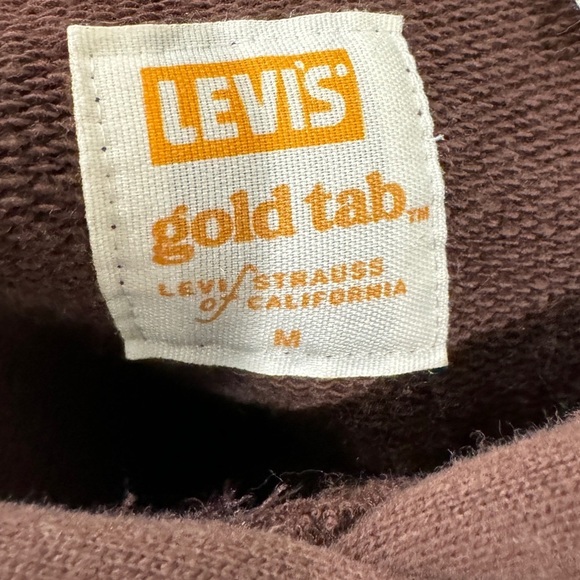 LEVI'S®
gold tab™
LEVI STRAUSS
of CALIFORNIA
M